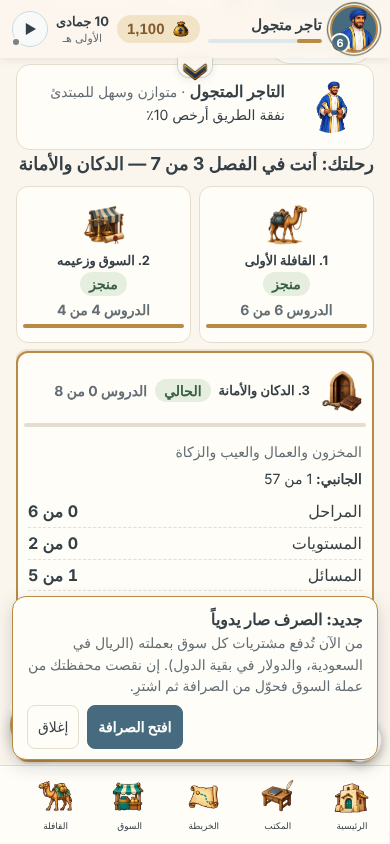 تاجر متجول
6
1,100
10 جمادى
الأولى هـ
التاجر المتجول · متوازن وسهل للمبتدئ
نفقة الطريق أرخص 10٪
رحلتك: أنت في الفصل 3 من 7 — الدكان والأمانة
1. القافلة الأولى
منجز
الدروس 6 من 6
2. السوق وزعيمه
منجز
الدروس 4 من 4
3. الدكان والأمانة
الحالي
الدروس 0 من 8
المخزون والعمال والعيب والزكاة
الجانبي: 1 من 57
المراحل 0 من 6
المستويات 0 من 2
المسائل 1 من 5
جديد: الصرف صار يدوياً
من الآن تُدفع مشتريات كل سوق بعملته (الريال في
السعودية، والدولار في بقية الدول). إن نقصت محفظتك من
عملة السوق فحوّل من الصرافة ثم اشترِ.
افتح الصرافة
إغلاق
الرئيسية
المكتب
الخريطة
السوق
القافلة